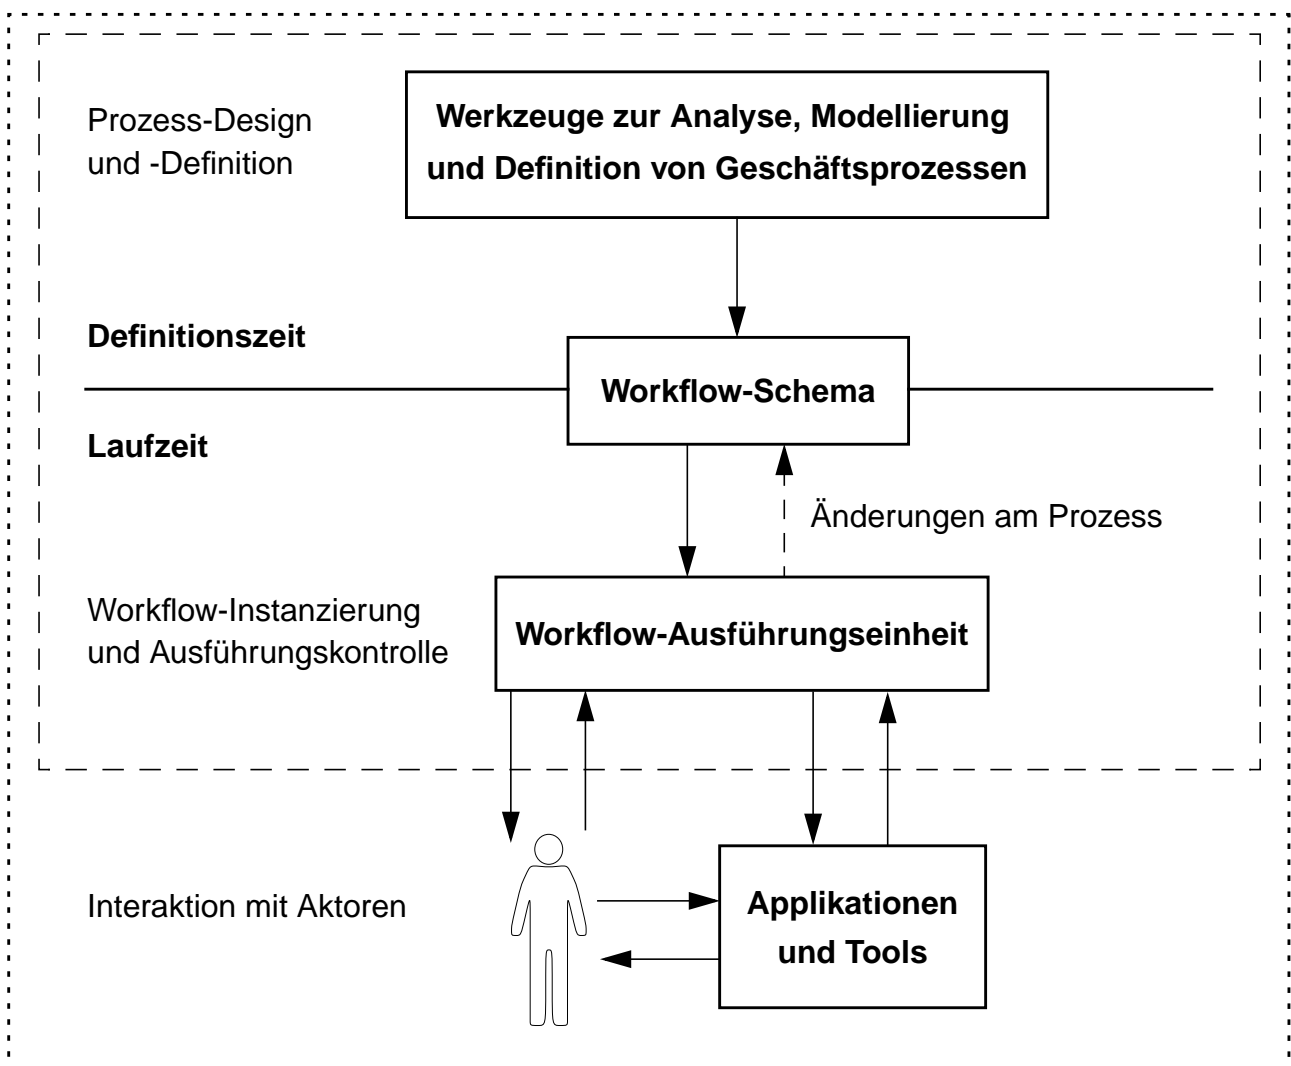 Prozess-Design
und -Definition
Werkzeuge zur Analyse, Modellierung
und Definition von Geschäftsprozessen
Definitionszeit
Workflow-Schema
Laufzeit
Änderungen am Prozess
Workflow-Instanzierung
und Ausführungskontrolle
Workflow-Ausführungseinheit
Interaktion mit Aktoren
Applikationen
und Tools